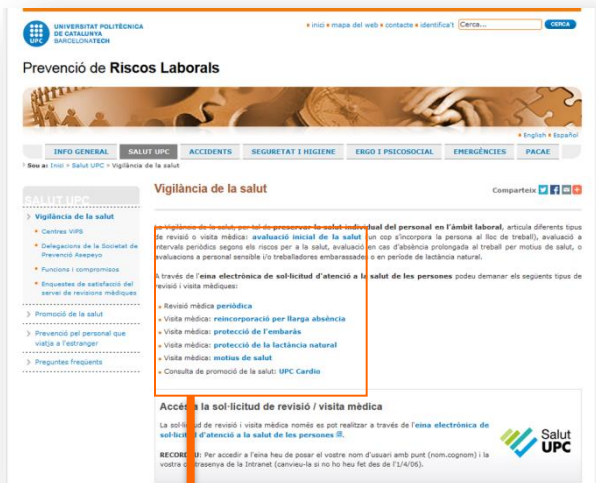 UNIVERSITAT POLITÈCNICA
DE CATALUNYA
BARCELONATECH
UPC
inici mapa del web contacte identifica't Cerca... CERCA
Prevenció de Riscos Laborals
English Español
INFO GENERAL SALUT UPC ACCIDENTS SEGURETAT I HIGIENE ERGO I PSICOSOCIAL EMERGÈNCIES PACAE
Sou a: Inici > Salut UPC > Vigilància de la salut
SALUT UPC
> Vigilància de la salut
Centres VIPS
Delegacions de la Societat de
Prevenció Asepeyo
Funcions i compromisos
Enquestes de satisfacció del
servei de revisions mèdiques
> Promoció de la salut
> Prevenció pel personal que
viatja a l'estranger
> Preguntes freqüents
Vigilància de la salut
Comparteix
La Vigilància de la salut, per tal de preservar la salut individual del personal en l'àmbit laboral, articula diferents tipus
de revisió o visita mèdica: avaluació inicial de la salut (un cop s'incorpora la persona al lloc de treball), avaluació a
intervals periòdics segons els riscos per a la salut, avaluació en cas d'absència prolongada al treball per motius de salut, o
avaluacions a personal sensible i/o treballadores embarassades o en període de lactància natural.
A través de l'eina electrònica de sol·licitud d'atenció a la salut de les persones podeu demanar els següents tipus de
revisió i visita mèdiques:
Revisió mèdica periòdica
Visita mèdica: reincorporació per llarga absència
Visita mèdica: protecció de l'embaràs
Visita mèdica: protecció de la lactància natural
Visita mèdica: motius de salut
Consulta de promoció de la salut: UPC Cardio
Accés a la sol·licitud de revisió / visita mèdica
La sol·licitud de revisió i visita mèdica només es pot realitzar a través de l'eina electrònica de
sol·licitud d'atenció a la salut de les persones.
RECORDEU: Per accedir a l'eina heu de posar el vostre nom d'usuari amb punt (nom.cognom) i la
vostra contrasenya de la Intranet (canvieu-la si no ho heu fet des de l'1/4/06).
Salut
UPC